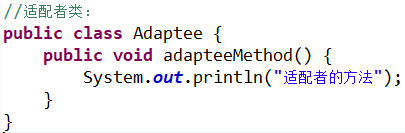 //适配者类：
public class Adaptee {
    public void adapteeMethod() {
        System.out.println("适配者的方法");
    }
}